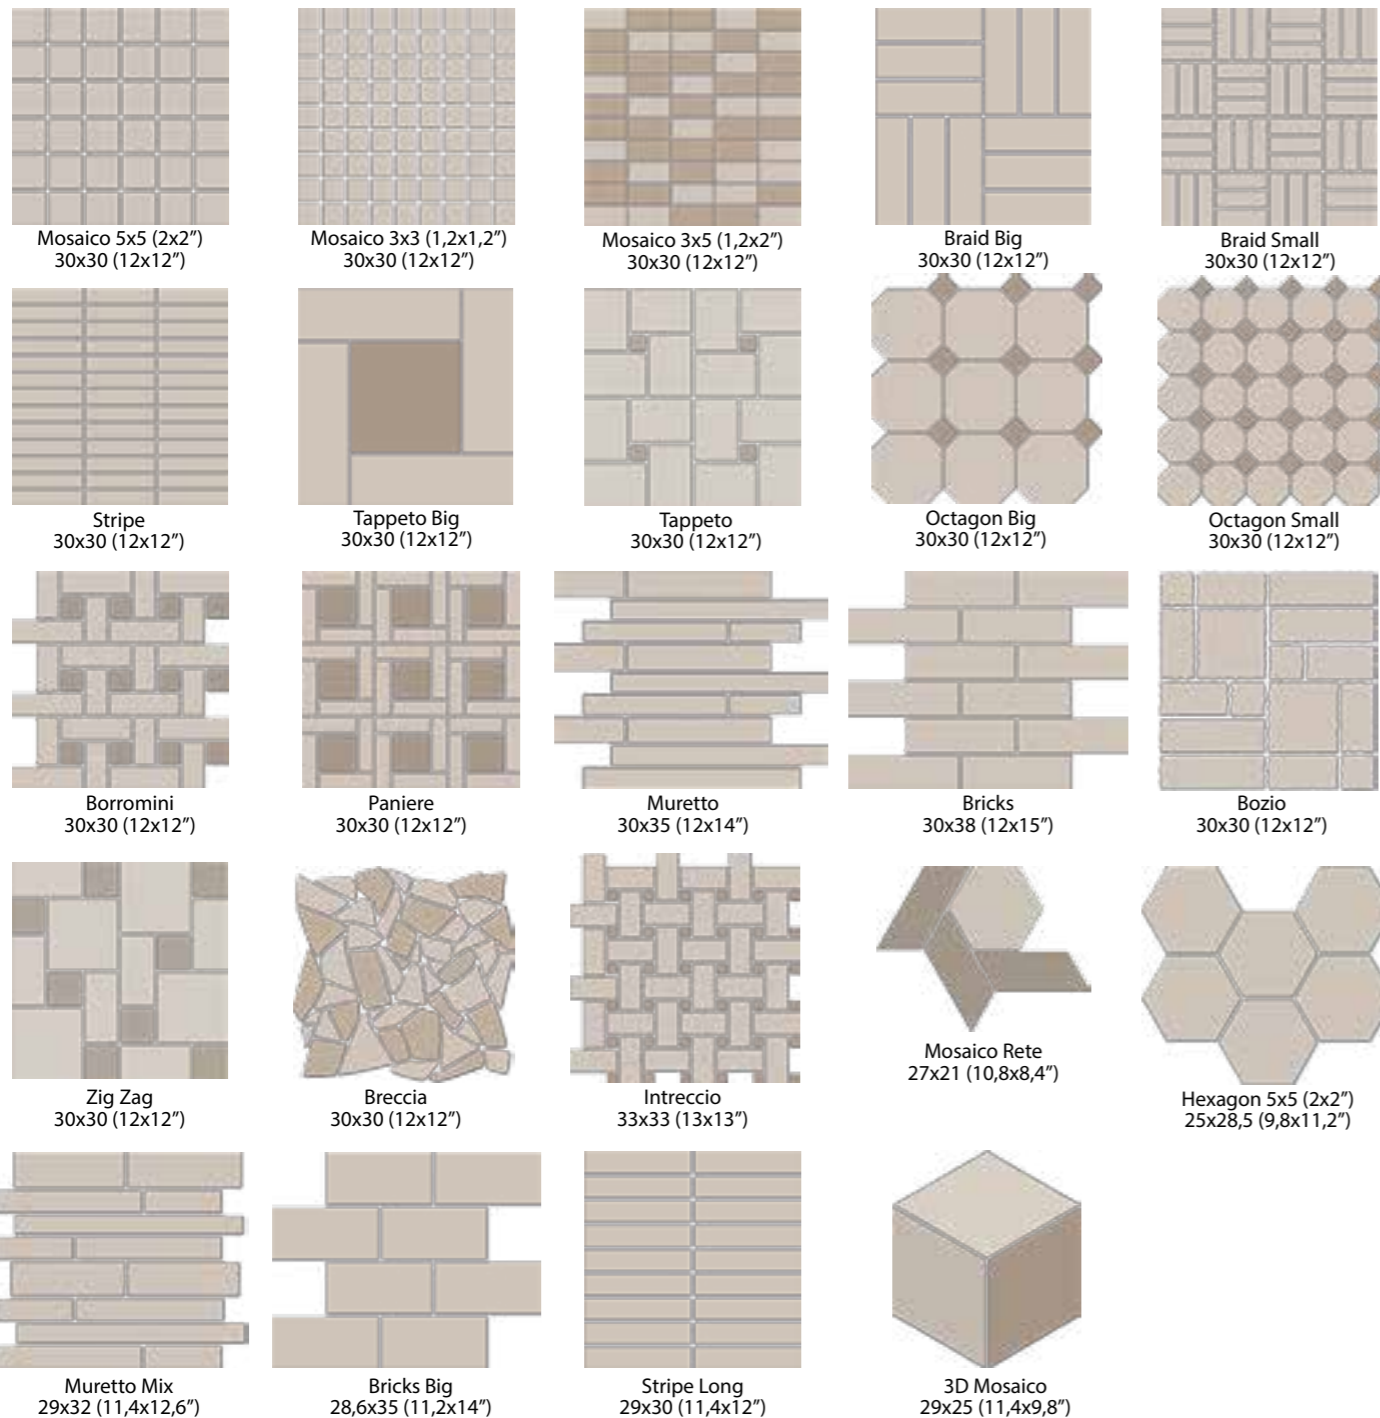 Mosaico 5x5 (2x2”)
30x30 (12x12”)
Mosaico 3x3 (1,2x1,2”)
30x30 (12x12”)
Mosaico 3x5 (1,2x2”)
30x30 (12x12”)
Braid Big
30x30 (12x12”)
Braid Small
30x30 (12x12”)
Stripe
30x30 (12x12”)
Tappeto Big
30x30 (12x12”)
Tappeto
30x30 (12x12”)
Octagon Big
30x30 (12x12”)
Octagon Small
30x30 (12x12”)
Borromini
30x30 (12x12”)
Paniere
30x30 (12x12”)
Muretto
30x35 (12x14”)
Bricks
30x38 (12x15”)
Bozio
30x30 (12x12”)
Zig Zag
30x30 (12x12”)
Breccia
30x30 (12x12”)
Intreccio
33x33 (13x13”)
Mosaico Rete
27x21 (10,8x8,4”)
Hexagon 5x5 (2x2”)
25x28,5 (9,8x11,2”)
Muretto Mix
29x32 (11,4x12,6”)
Bricks Big
28,6x35 (11,2x14”)
Stripe Long
29x30 (11,4x12”)
3D Mosaico
29x25 (11,4x9,8”)